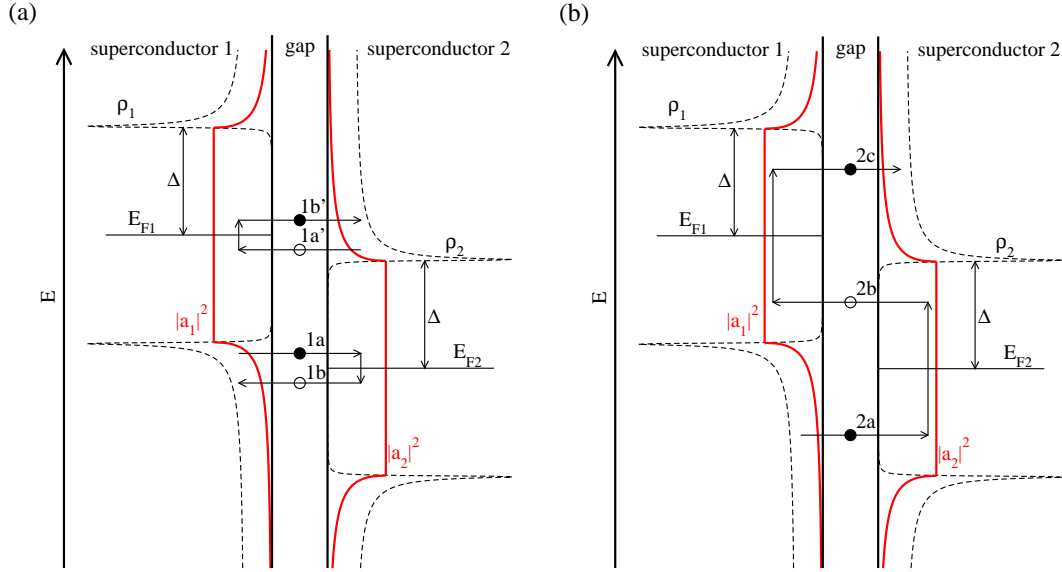 (a)
superconductor 1
gap
superconductor 2
ρ1
Δ
EF1
1b’
1a’
ρ2
E
|a1|2
1a
Δ
1b
EF2
|a2|2
(b)
superconductor 1
gap
superconductor 2
ρ1
2c
Δ
EF1
ρ2
E
2b
|a1|2
Δ
EF2
2a
|a2|2